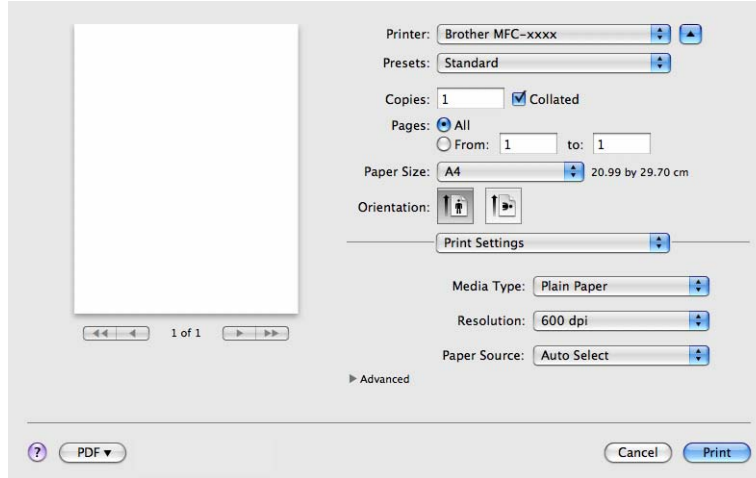 Printer: Brother MFC-xxxx
Presets: Standard
Copies: 1 Collated
Pages: All
From: 1 to: 1
Paper Size: A4 20.99 by 29.70 cm
Orientation:
Print Settings
Media Type: Plain Paper
Resolution: 600 dpi
Paper Source: Auto Select
Advanced
1 of 1
? PDF▼
Cancel Print